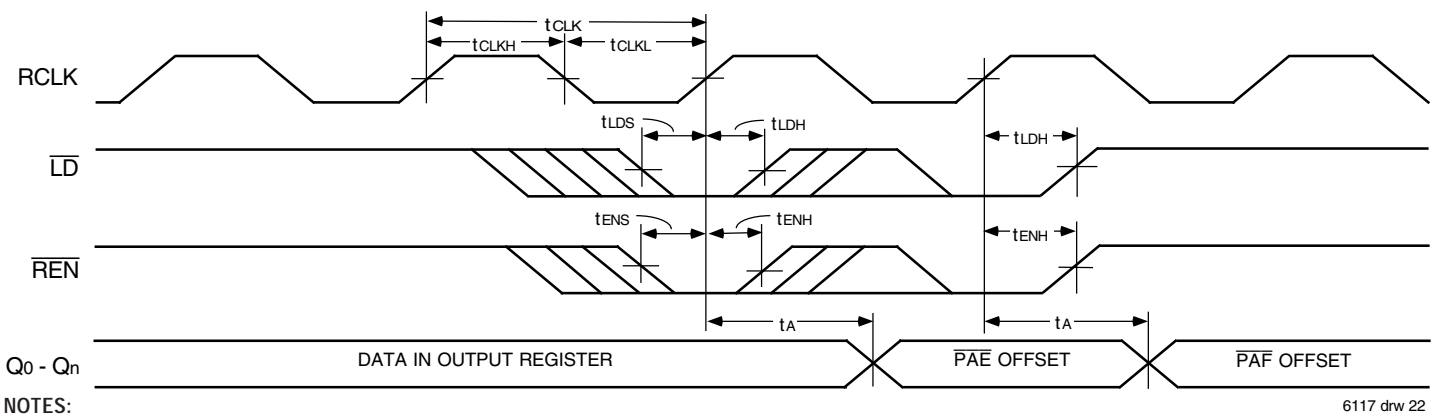 tCLK
tCLKH tCLKL
RCLK
tLDS tLDH tLDH
LD
tENS tENH tENH
REN
tA tA
Q0 - Qn DATA IN OUTPUT REGISTER PAE OFFSET PAF OFFSET
NOTES: 6117 drw 22